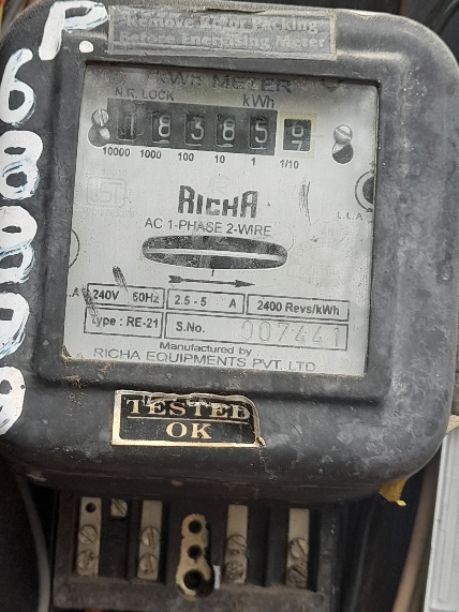 Remove Rotor Packing
Before Energising Meter
KWh METER
N.R. LOCK kWh
18385
10000 1000 100 10 1 1/10
RICHA
AC 1-PHASE 2-WIRE
L.L.A
240V 50Hz 2.5 - 5 A 2400 Revs/kWh
Type : RE-21 S.No. 007441
Manufactured by
RICHA EQUIPMENTS PVT. LTD.
TESTED
OK
P.